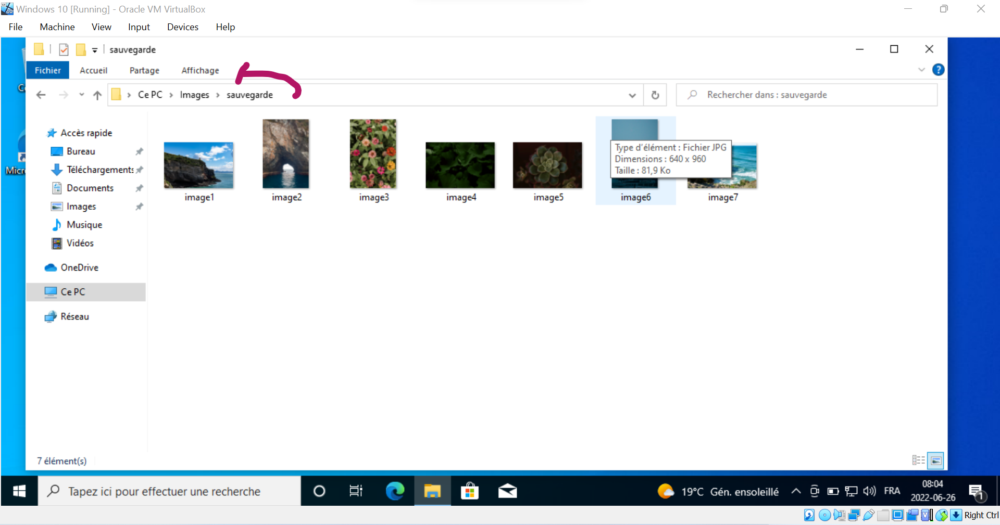 Windows 10 [Running] - Oracle VM VirtualBox
File Machine View Input Devices Help
sauvegarde
Fichier Accueil Partage Affichage
Ce PC > Images > sauvegarde
Rechercher dans : sauvegarde
Accès rapide
Bureau
Téléchargements
Documents
Images
Musique
Vidéos
OneDrive
Ce PC
Réseau
Type d'élément : Fichier JPG
Dimensions : 640 x 960
Taille : 81,9 Ko
image1 image2 image3 image4 image5 image6 image7
7 élément(s)
Tapez ici pour effectuer une recherche
19°C Gén. ensoleillé
FRA
08:04
2022-06-26
1
Right Ctrl